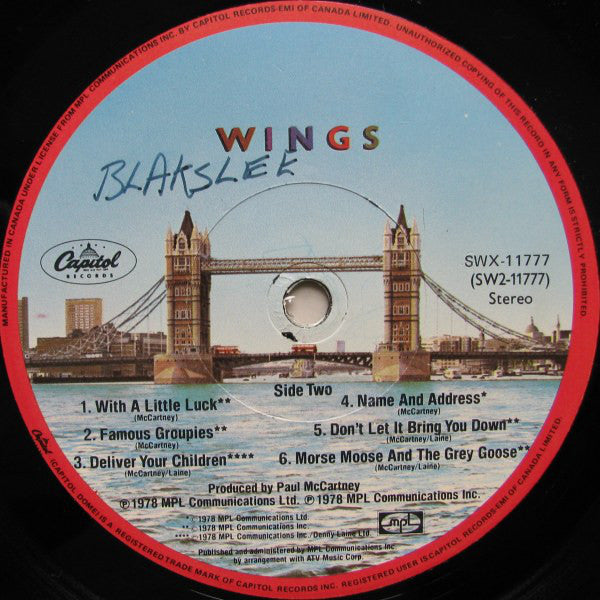 MANUFACTURED IN CANADA UNDER LICENSE FROM MPL COMMUNICATIONS INC. BY CAPITOL RECORDS-EMI OF CANADA LIMITED. UNAUTHORIZED COPYING OF THIS RECORD IN ANY FORM IS STRICTLY PROHIBITED
WINGS
BLAKSLEE
Capitol
RECORDS
SWX-11777
(SW2-11777)
Stereo
Side Two
1. With A Little Luck**
(McCartney)
2. Famous Groupies**
(McCartney)
3. Deliver Your Children****
(McCartney/Laine)
4. Name And Address*
(McCartney)
5. Don't Let It Bring You Down**
(McCartney/Laine)
6. Morse Moose And The Grey Goose**
(McCartney/Laine)
Produced by Paul McCartney
℗1978 MPL Communications Ltd. ℗ 1978 MPL Communications Inc.
* © 1978 MPL Communications Ltd
** © 1978 MPL Communications Inc.
**** © 1978 MPL Communications Inc./Denny Laine Ltd.
mpl
Published and administered by MPL Communications Inc
by arrangement with ATV Music Corp.
Capitol (CAPITOL DOME) IS A REGISTERED TRADE MARK OF CAPITOL RECORDS INC. REGISTERED USER-CAPITOL RECORDS-EMI OF CANADA LIMITED.